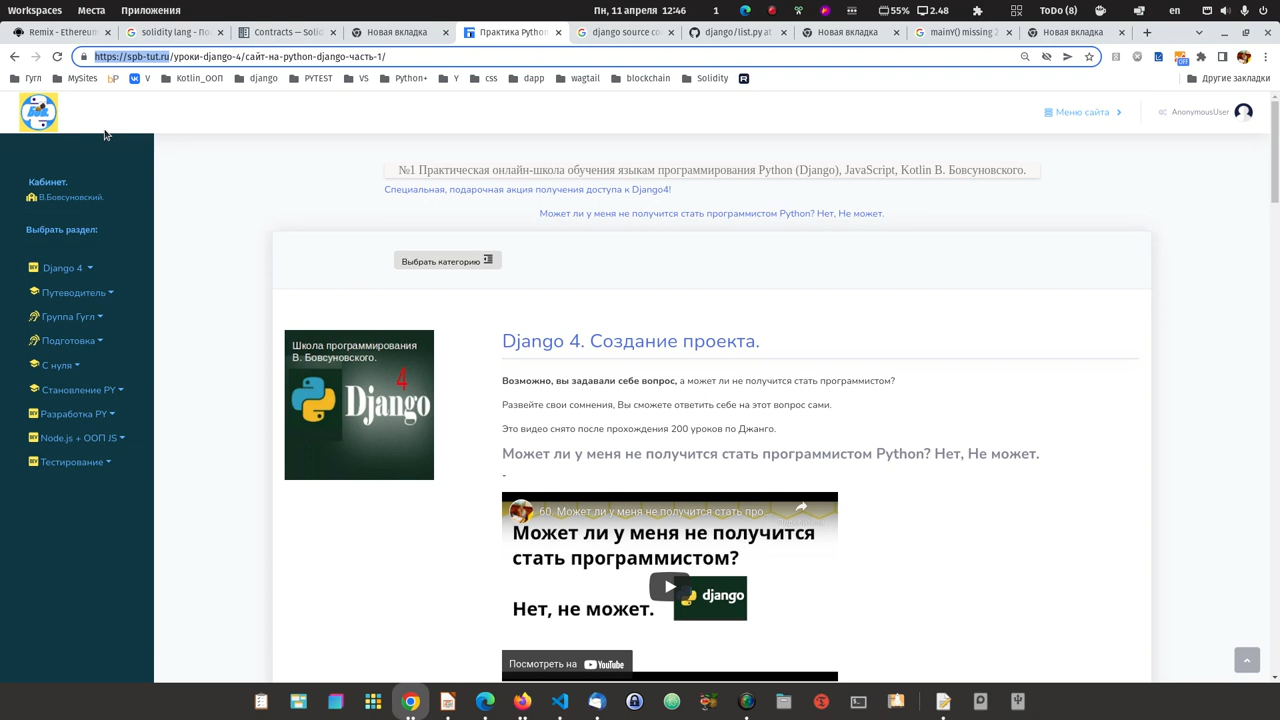 Workspaces Места Приложения 11 апреля 12:46 1 2 3 4 Todo (8) 55% 2.48
Remix - Ethereum
solidity lang - По
Contracts — Solid
Новая вкладка
Практика Python
django source co
django/list.py at
Новая вкладка
mainY() missing 2
Новая вкладка
https://spb-tut.ru/уроки-django-4/сайт-на-python-django-часть-1/
OFF
Гугл MySites V Kotlin_ООП django PYTEST VS Python+ Y css dapp wagtail blockchain Solidity Другие закладки
Меню сайта AnonymousUser
Кабинет.
В.Бовсуновский.
Выбрать раздел:
Django 4
Путеводитель
Группа Гугл
Подготовка
С нуля
Становление PY
Разработка PY
Node.js + ООП JS
Тестирование
№1 Практическая онлайн-школа обучения языкам программирования Python (Django), JavaScript, Kotlin В. Бовсуновского.
Специальная, подарочная акция получения доступа к Django4!
Может ли у меня не получится стать программистом Python? Нет, Не может.
Выбрать категорию
Школа программирования
В. Бовсуновского.
4
Django
Django 4. Создание проекта.
Возможно, вы задавали себе вопрос, а может ли не получится стать программистом?
Развейте свои сомнения, Вы сможете ответить себе на этот вопрос сами.
Это видео снято после прохождения 200 уроков по Джанго.
Может ли у меня не получится стать программистом Python? Нет, Не может.
-
60. Может ли у меня не получится стать про...
Может ли у меня не получится
стать программистом?
Нет, не может.
django
Посмотреть на YouTube